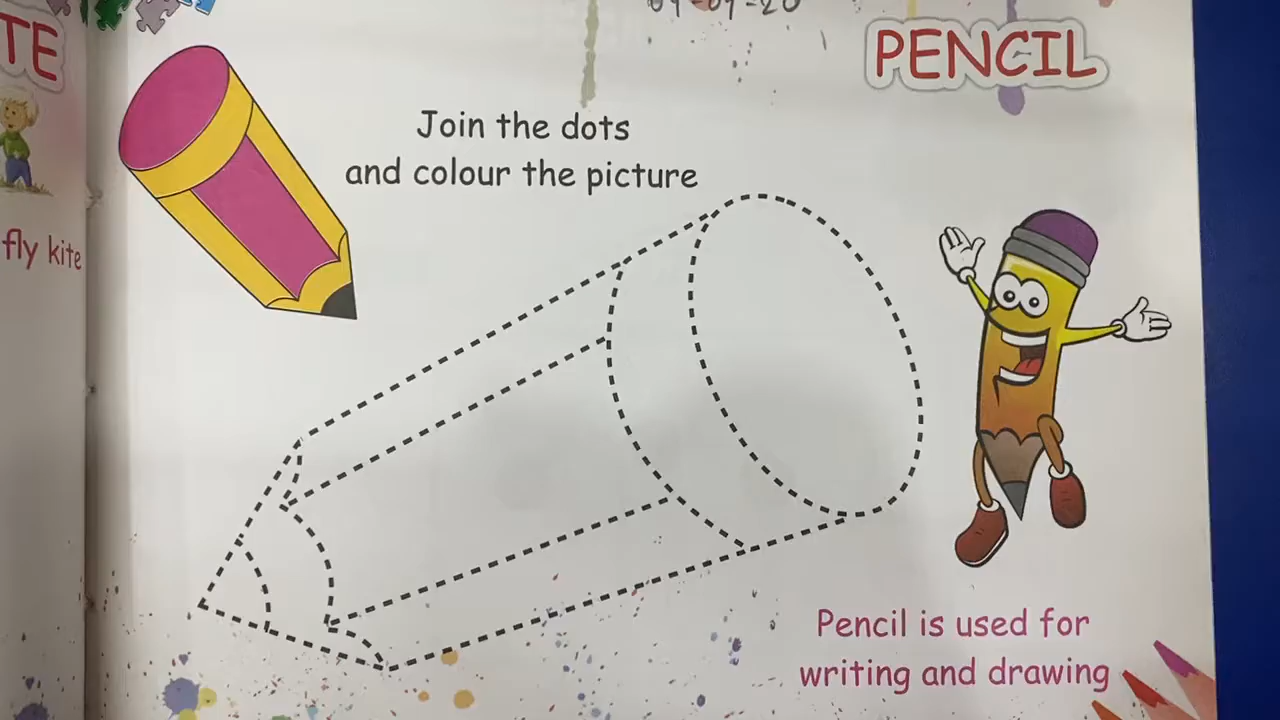 TE
PENCIL
Join the dots
and colour the picture
fly kite
Pencil is used for
writing and drawing